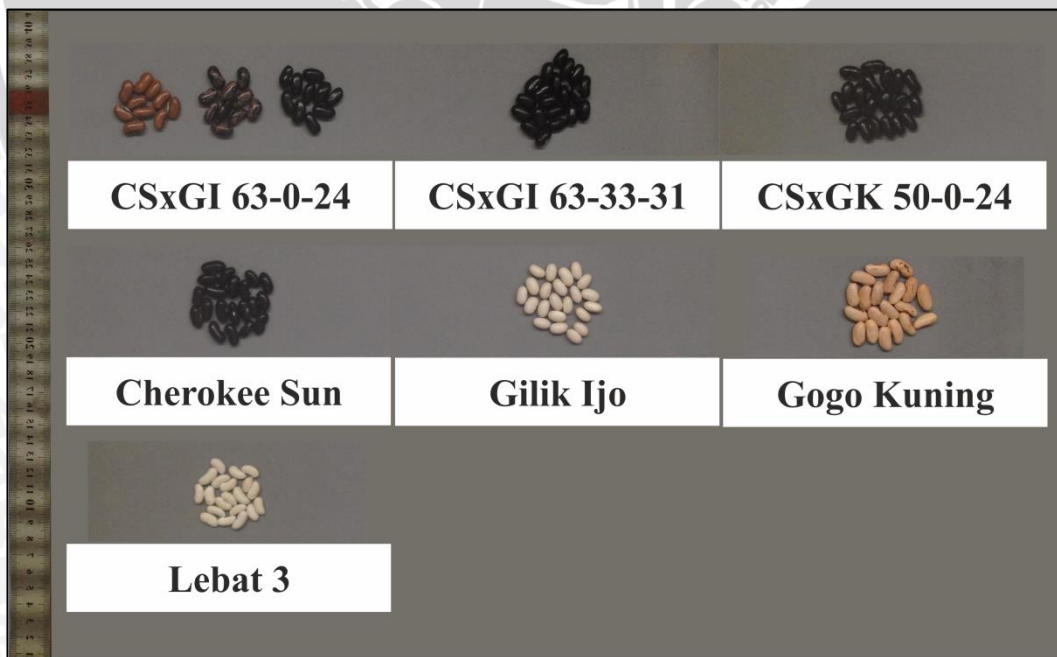 CSxGI 63-0-24
CSxGI 63-33-31
CSxGK 50-0-24
Cherokee Sun
Gilik Ijo
Gogo Kuning
Lebat 3